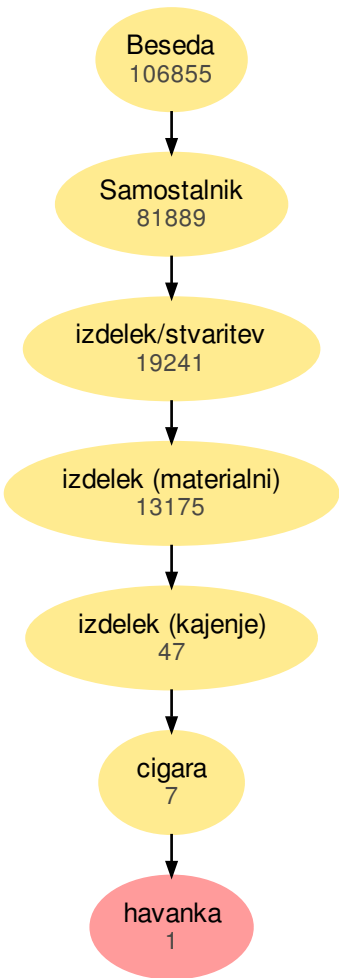 Beseda
106855
Samostalnik
81889
izdelek/stvaritev
19241
izdelek (materialni)
13175
izdelek (kajenje)
47
cigara
7
havanka
1